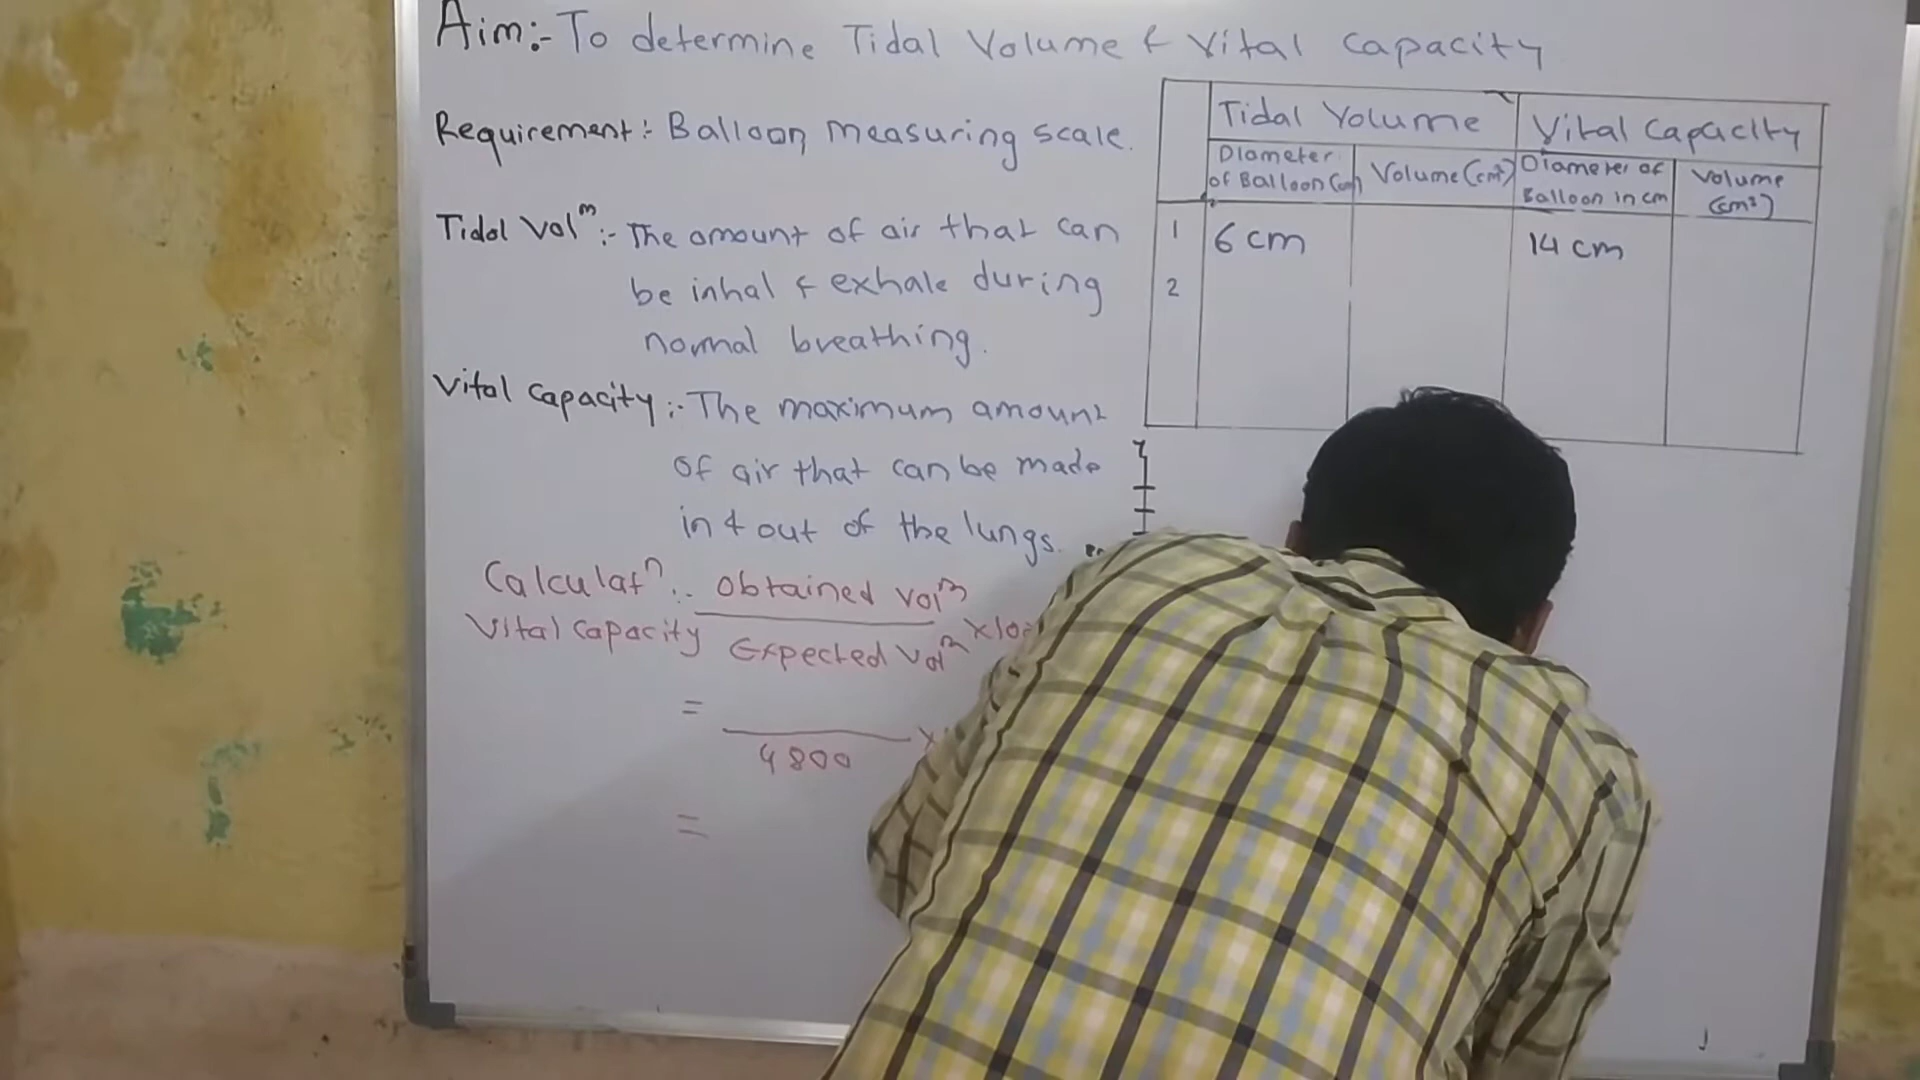 Aim:- To determine Tidal Volume & Vital Capacity
Requirement:- Balloon, measuring scale.
Tidal Volm :- The amount of air that can
be inhal & exhale during
normal breathing.
Vital Capacity :- The maximum amount
of air that can be made
in & out of the lungs.
Calculatn :- Obtained volm
Vital Capacity Expected volm
=
4800
=
Tidal Volume Vital Capacity
Diameter of Balloon (cm) Volume (cm³) Diameter of Balloon in cm Volume (cm³)
1 6 cm 14 cm
2